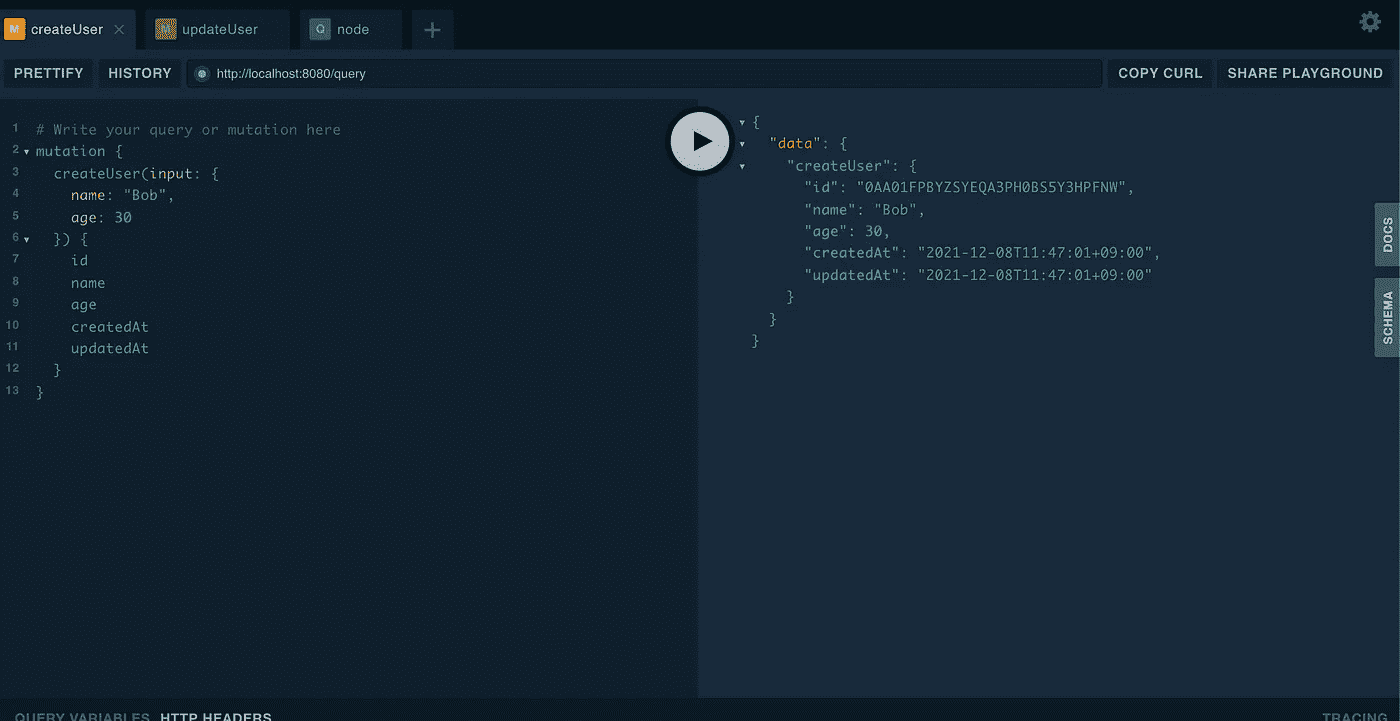 M createUser × M updateUser Q node +
PRETTIFY HISTORY http://localhost:8080/query COPY CURL SHARE PLAYGROUND
1 # Write your query or mutation here
2 mutation {
3 createUser(input: {
4 name: "Bob",
5 age: 30
6 }) {
7 id
8 name
9 age
10 createdAt
11 updatedAt
12 }
13 }
{
"data": {
"createUser": {
"id": "0AA01FPBYZSYEQA3PH0BS5Y3HPFNW",
"name": "Bob",
"age": 30,
"createdAt": "2021-12-08T11:47:01+09:00",
"updatedAt": "2021-12-08T11:47:01+09:00"
}
}
}
DOCS
SCHEMA
QUERY VARIABLES HTTP HEADERS TRACING